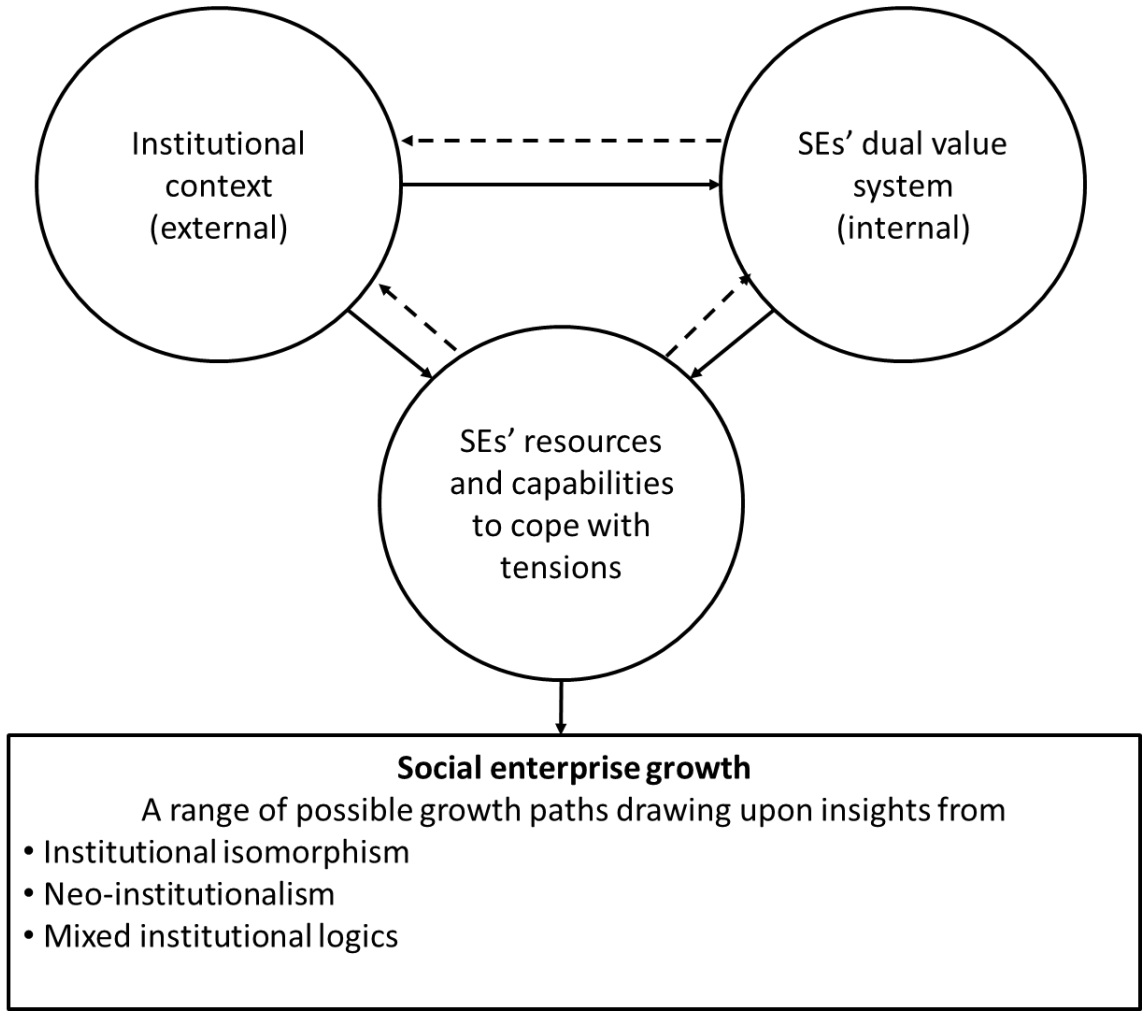 Institutional
context
(external)
SEs’ dual value
system
(internal)
SEs’ resources
and capabilities
to cope with
tensions
Social enterprise growth
A range of possible growth paths drawing upon insights from
• Institutional isomorphism
• Neo-institutionalism
• Mixed institutional logics